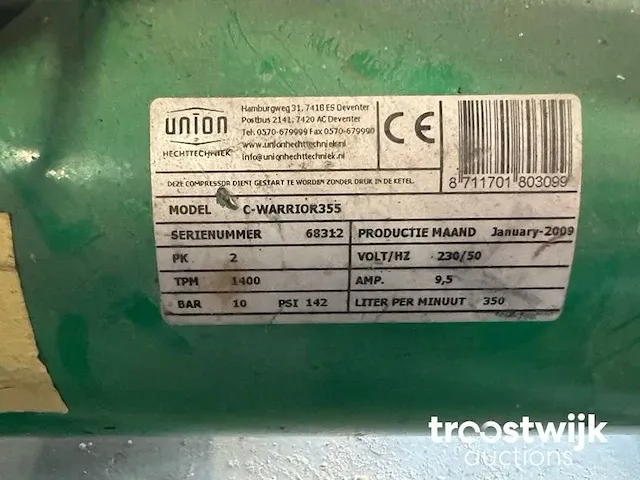 union
HECHTTECHNIEK
Hamburgweg 31, 7418 ES Deventer
Postbus 2141, 7420 AC Deventer
Tel.0570-679999 Fax 0570-679990
www.unionhechttechniek.nl
info@unionhechttechniek.nl
CE
8 711701 803099
DEZE COMPRESSOR DIENT GESTART TE WORDEN ZONDER DRUK IN DE KETEL.
MODEL C-WARRIOR355
SERIENUMMER 68312 PRODUCTIE MAAND January-2009
PK 2 VOLT/HZ 230/50
TPM 1400 AMP. 9,5
BAR 10 PSI 142 LITER PER MINUUT 350
troostwijk
auctions